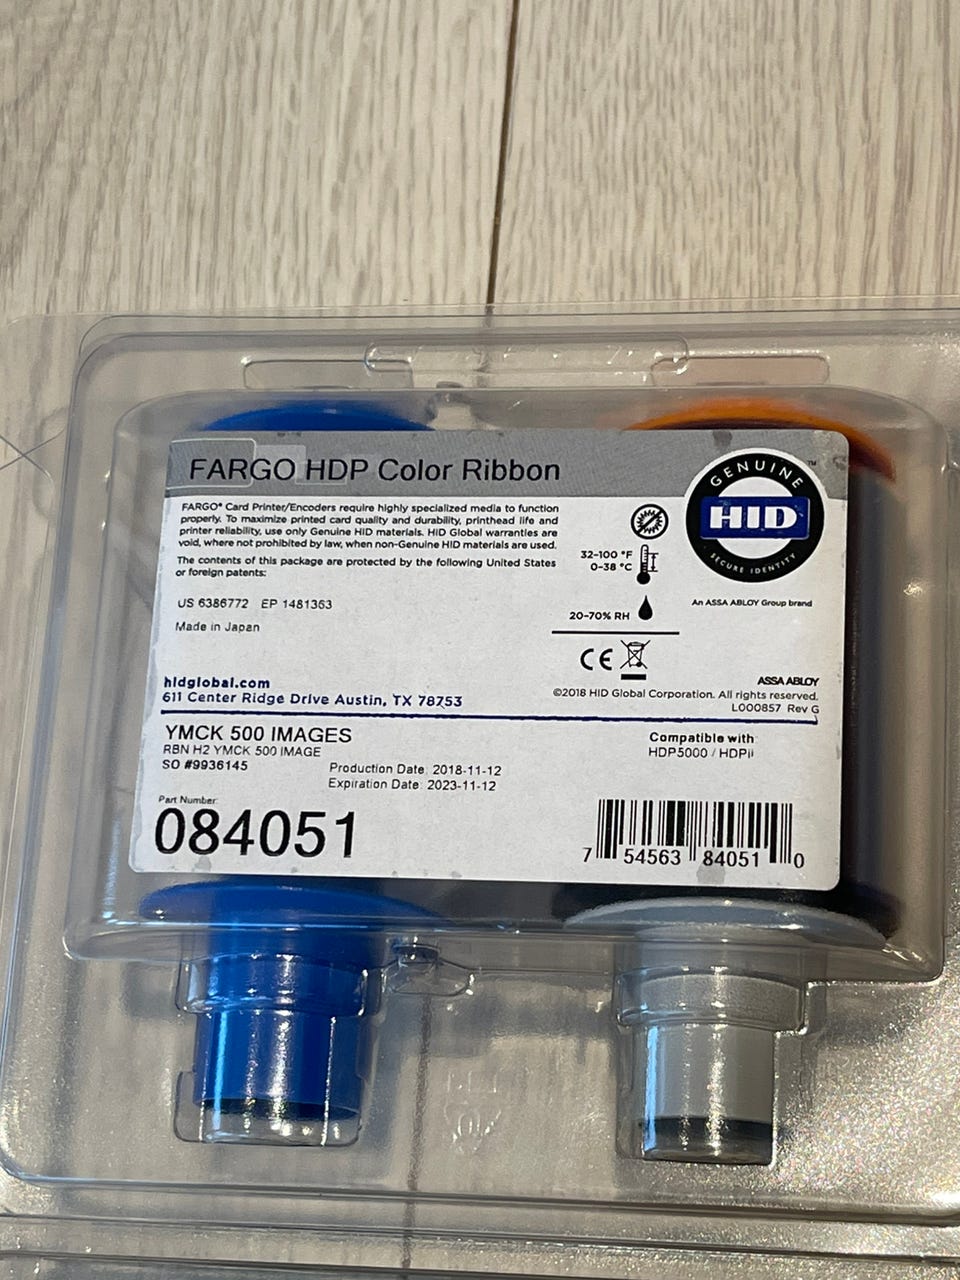 FARGO HDP Color Ribbon
GENUINE
HID™
SECURE IDENTITY
FARGO® Card Printer/Encoders require highly specialized media to function
properly. To maximize printed card quality and durability, printhead life and
printer reliability, use only Genuine HID materials. HID Global warranties are
void, where not prohibited by law, when non-Genuine HID materials are used.
The contents of this package are protected by the following United States
or foreign patents:
32-100 °F
0-38 °C
US 6386772 EP 1481363
An ASSA ABLOY Group brand
20-70% RH
Made in Japan
CE
hidglobal.com
611 Center Ridge Drive Austin, TX 78753
ASSA ABLOY
©2018 HID Global Corporation. All rights reserved.
L000857 Rev G
YMCK 500 IMAGES
RBN H2 YMCK 500 IMAGE
SO #9936145
Compatible with:
HDP5000 / HDPii
Production Date: 2018-11-12
Expiration Date: 2023-11-12
Part Number:
084051
7 54563 84051 0